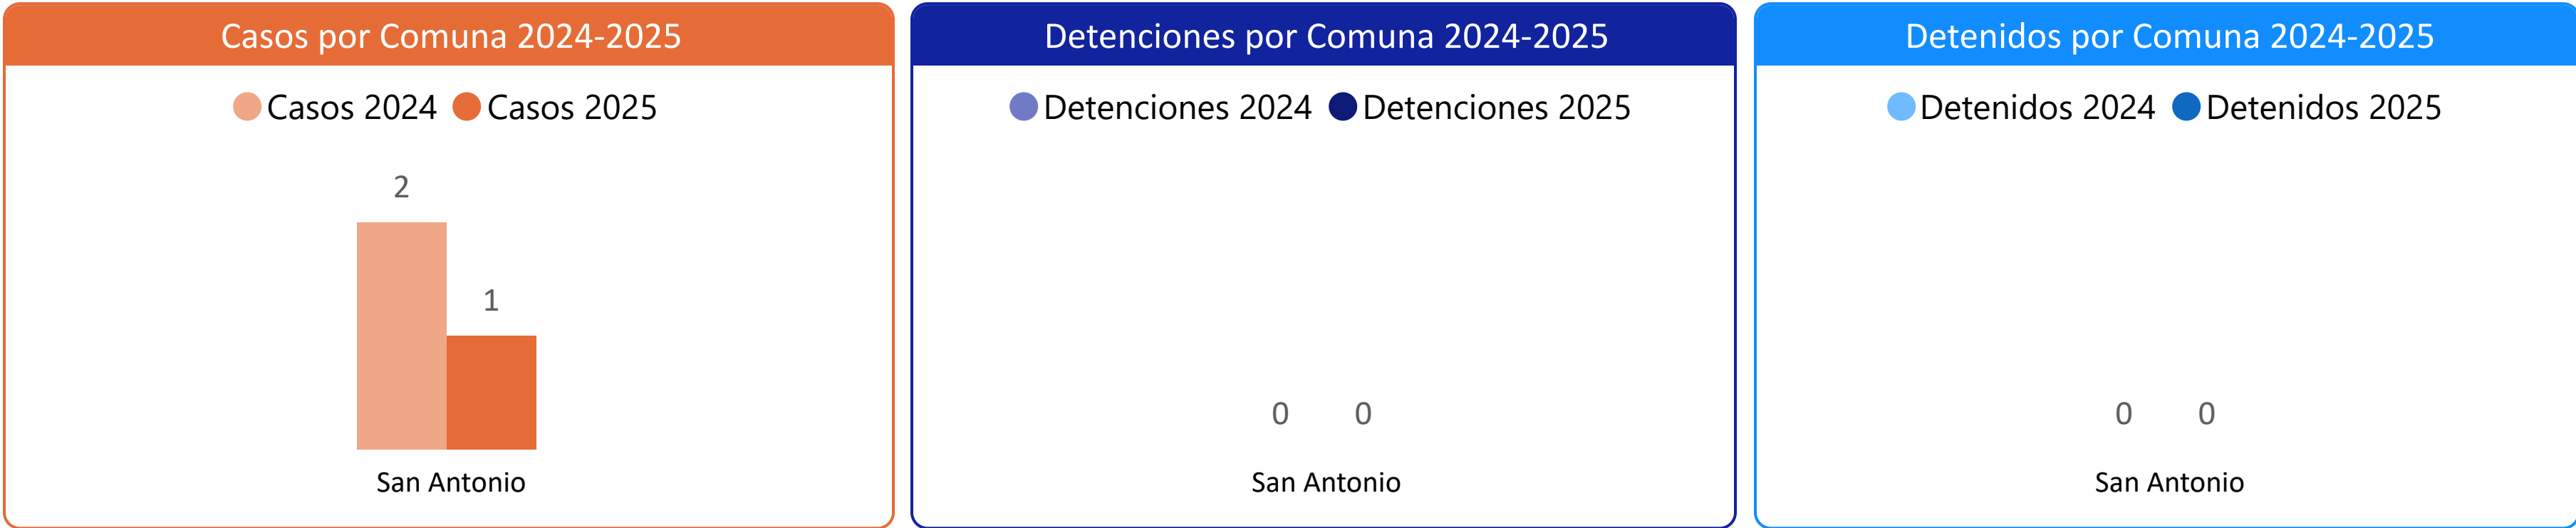 Casos por Comuna 2024-2025
Casos 2024 Casos 2025
2
1
San Antonio
Detenciones por Comuna 2024-2025
Detenciones 2024 Detenciones 2025
0 0
San Antonio
Detenidos por Comuna 2024-2025
Detenidos 2024 Detenidos 2025
0 0
San Antonio